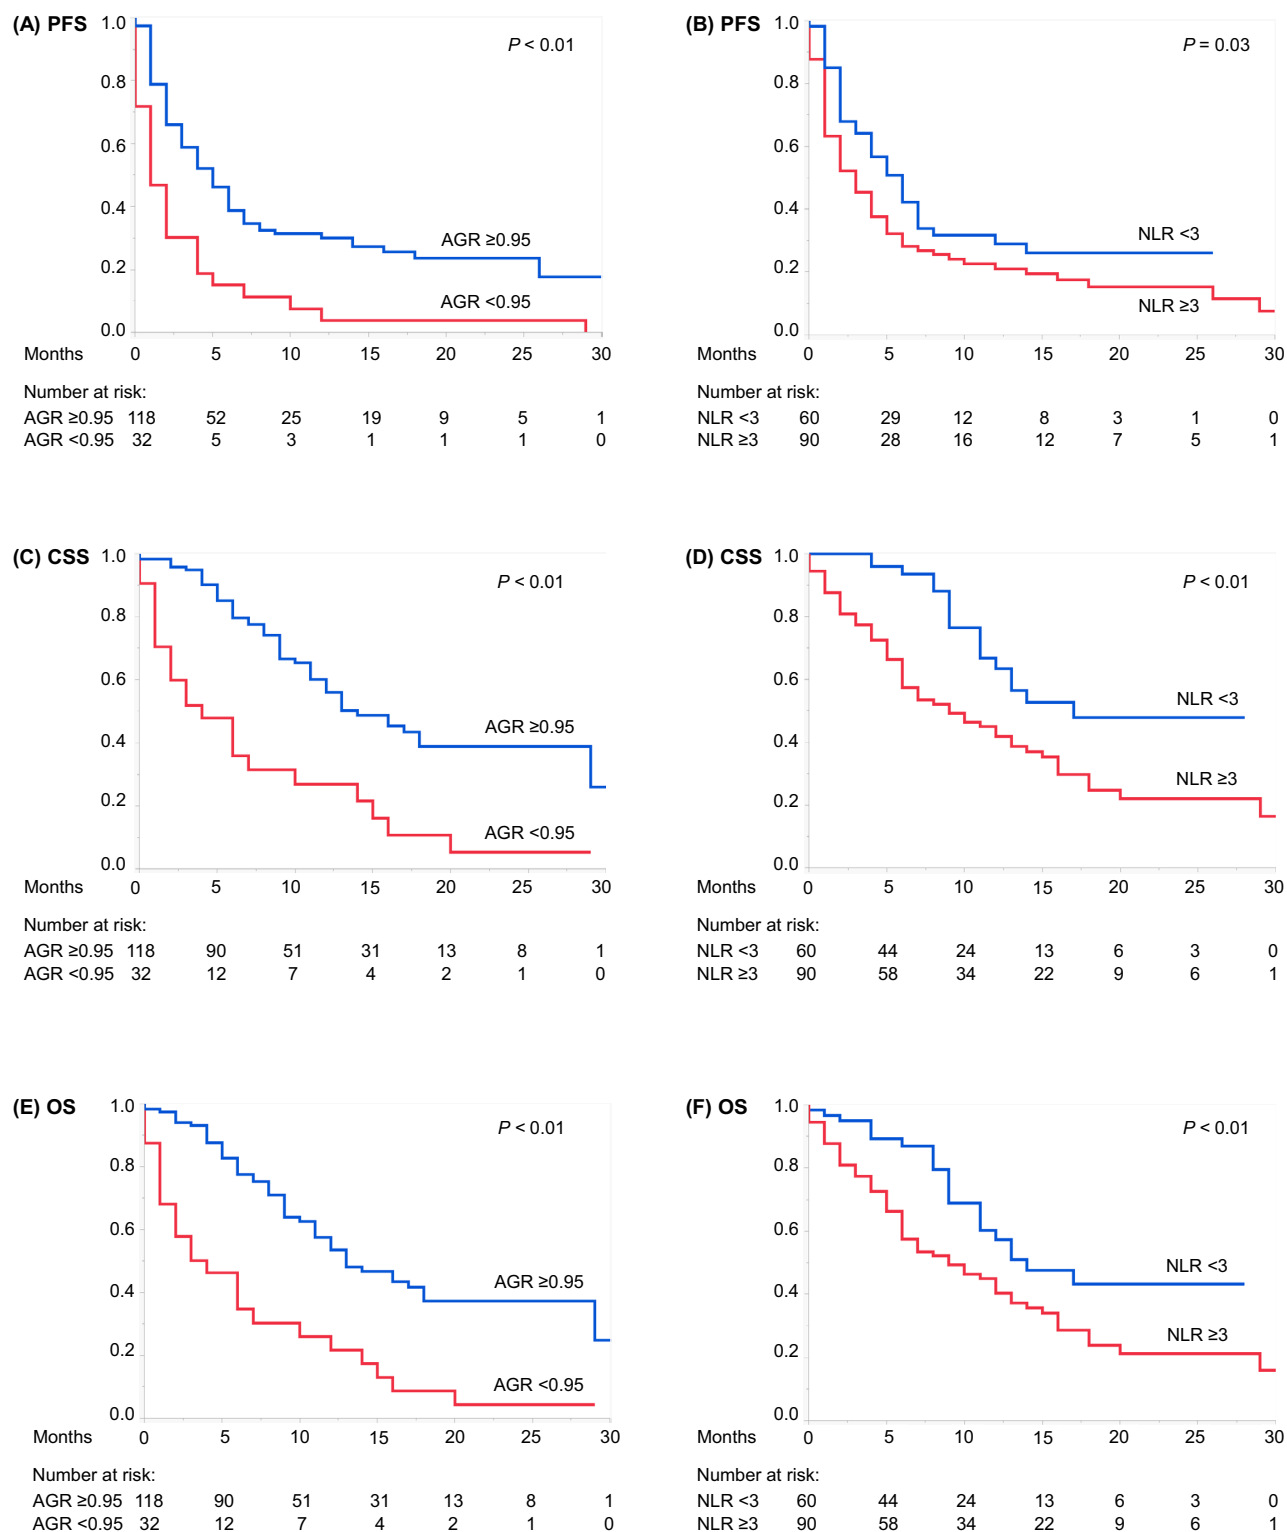 (A) PFS
P < 0.01
1.0
0.8
0.6
0.4
0.2
0.0
AGR ≥0.95
AGR <0.95
Months 0 5 10 15 20 25 30
Number at risk:
AGR ≥0.95 118 52 25 19 9 5 1
AGR <0.95 32 5 3 1 1 1 0
(B) PFS
P = 0.03
1.0
0.8
0.6
0.4
0.2
0.0
NLR <3
NLR ≥3
Months 0 5 10 15 20 25 30
Number at risk:
NLR <3 60 29 12 8 3 1 0
NLR ≥3 90 28 16 12 7 5 1
(C) CSS
P < 0.01
1.0
0.8
0.6
0.4
0.2
0.0
AGR ≥0.95
AGR <0.95
Months 0 5 10 15 20 25 30
Number at risk:
AGR ≥0.95 118 90 51 31 13 8 1
AGR <0.95 32 12 7 4 2 1 0
(D) CSS
P < 0.01
1.0
0.8
0.6
0.4
0.2
0.0
NLR <3
NLR ≥3
Months 0 5 10 15 20 25 30
Number at risk:
NLR <3 60 44 24 13 6 3 0
NLR ≥3 90 58 34 22 9 6 1
(E) OS
P < 0.01
1.0
0.8
0.6
0.4
0.2
0.0
AGR ≥0.95
AGR <0.95
Months 0 5 10 15 20 25 30
Number at risk:
AGR ≥0.95 118 90 51 31 13 8 1
AGR <0.95 32 12 7 4 2 1 0
(F) OS
P < 0.01
1.0
0.8
0.6
0.4
0.2
0.0
NLR <3
NLR ≥3
Months 0 5 10 15 20 25 30
Number at risk:
NLR <3 60 44 24 13 6 3 0
NLR ≥3 90 58 34 22 9 6 1